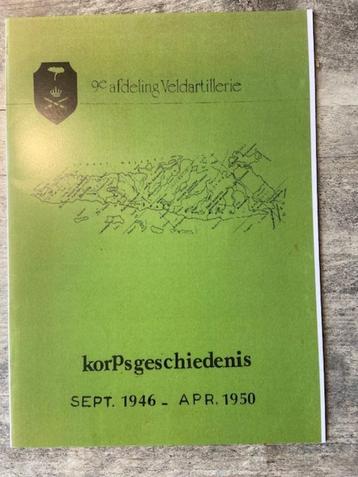 9e afdeling Veldartillerie
korpsgeschiedenis
SEPT. 1946 - APR. 1950